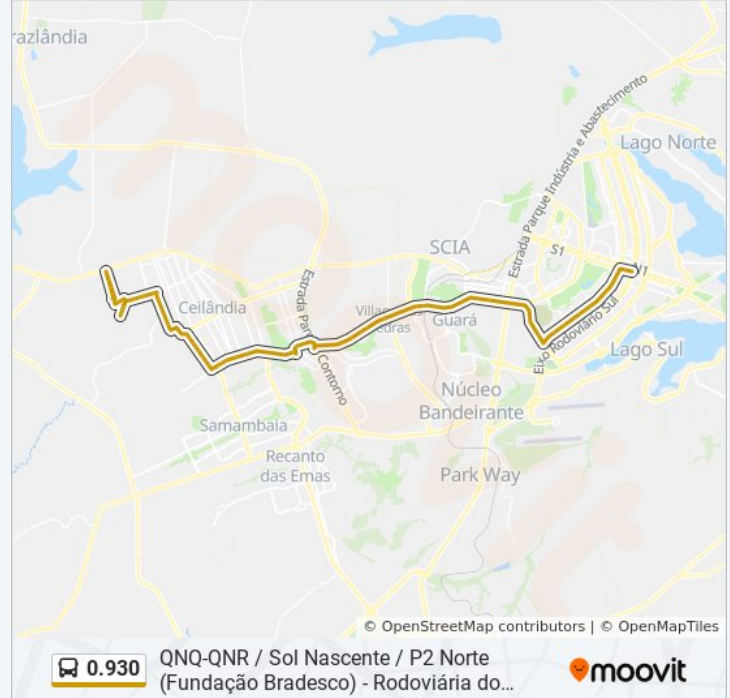 razlândia
Lago Norte
Estrada Parque Indústria e Abastecimento
SCIA
S1
N1
Ceilândia
Estrada Par
Contorno
Guará
Eixo Rodoviário Sul
Lago Sul
Núcleo
Bandeirante
Samambaia
Recanto
das Emas
Park Way
© OpenStreetMap contributors | © OpenMapTiles
0.930
QNQ-QNR / Sol Nascente / P2 Norte
(Fundação Bradesco) - Rodoviária do…
moovit